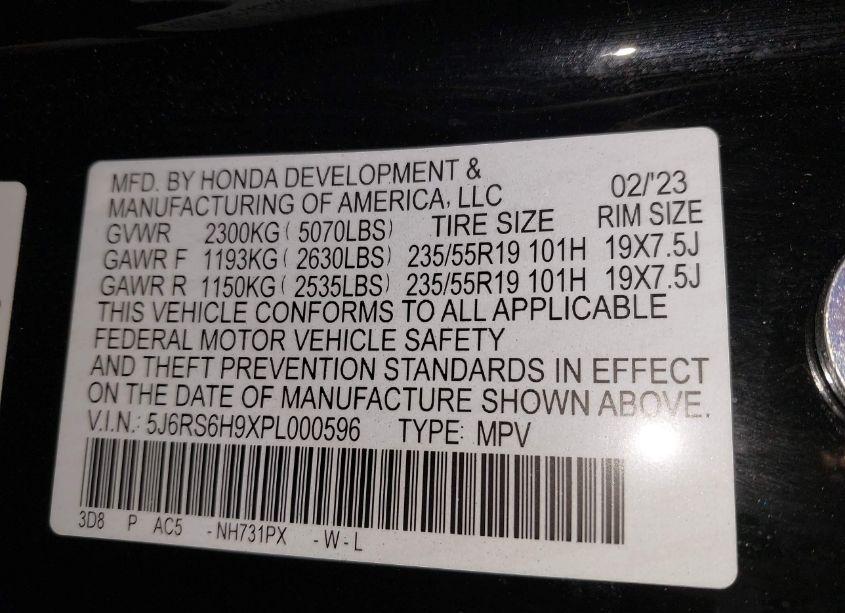 MFD. BY HONDA DEVELOPMENT &
MANUFACTURING OF AMERICA, LLC 02/'23
GVWR 2300KG ( 5070LBS) TIRE SIZE RIM SIZE
GAWR F 1193KG ( 2630LBS) 235/55R19 101H 19X7.5J
GAWR R 1150KG ( 2535LBS) 235/55R19 101H 19X7.5J
THIS VEHICLE CONFORMS TO ALL APPLICABLE
FEDERAL MOTOR VEHICLE SAFETY
AND THEFT PREVENTION STANDARDS IN EFFECT
ON THE DATE OF MANUFACTURE SHOWN ABOVE.
V.I.N.: 5J6RS6H9XPL000596 TYPE: MPV
3D8 P AC5 -NH731PX -W-L